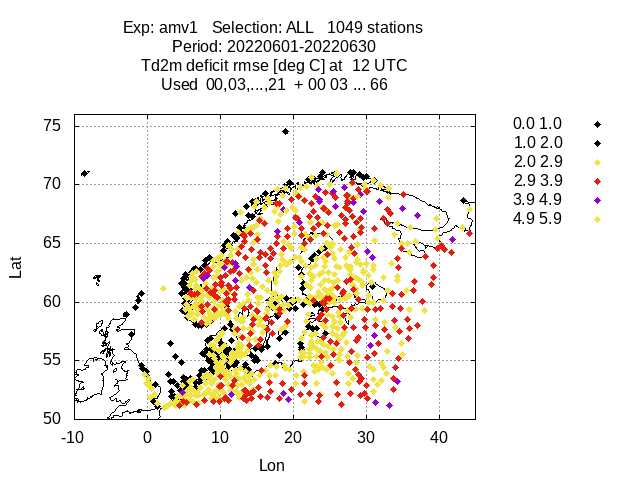 Exp: amv1 Selection: ALL 1049 stations
Period: 20220601-20220630
Td2m deficit rmse [deg C] at 12 UTC
Used 00,03,...,21 + 00 03 ... 66
0.0 1.0
1.0 2.0
2.0 2.9
2.9 3.9
3.9 4.9
4.9 5.9
75
70
65
60
55
50
Lat
-10 0 10 20 30 40
Lon